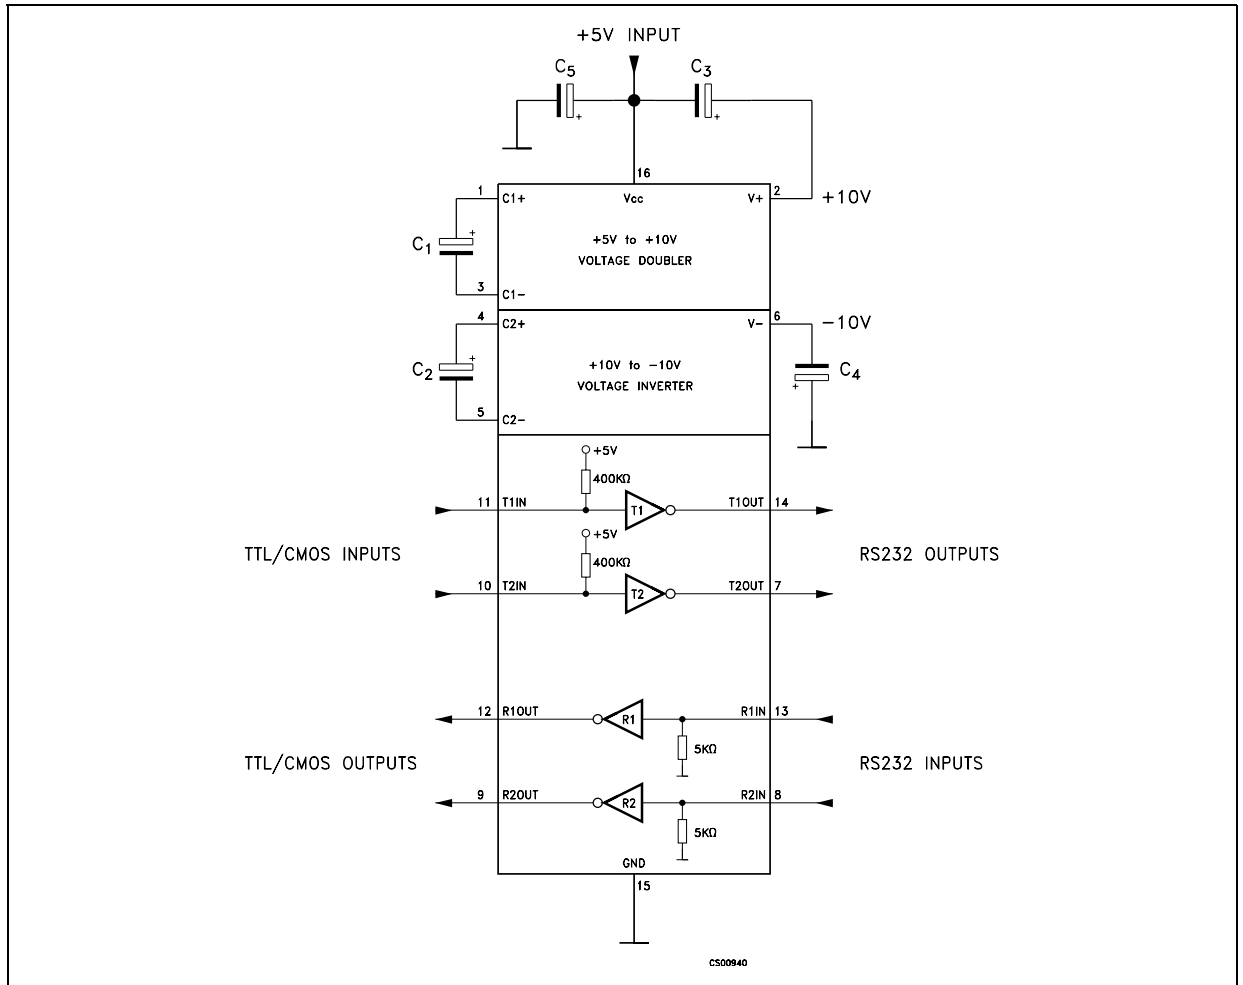 +5V INPUT
C5 C3
+ +
16
1 C1+ Vcc V+ 2 +10V
+
C1
+5V to +10V
VOLTAGE DOUBLER
3 C1-
4 C2+ V- 6 -10V
+
C2
+10V to -10V
VOLTAGE INVERTER
C4
+
5 C2-
+5V
400KΩ
11 T1IN T1 T1OUT 14
+5V
TTL/CMOS INPUTS RS232 OUTPUTS
400KΩ
10 T2IN T2 T2OUT 7
12 R1OUT R1 R1IN 13
5KΩ
TTL/CMOS OUTPUTS RS232 INPUTS
9 R2OUT R2 R2IN 8
5KΩ
GND
15
CS00940